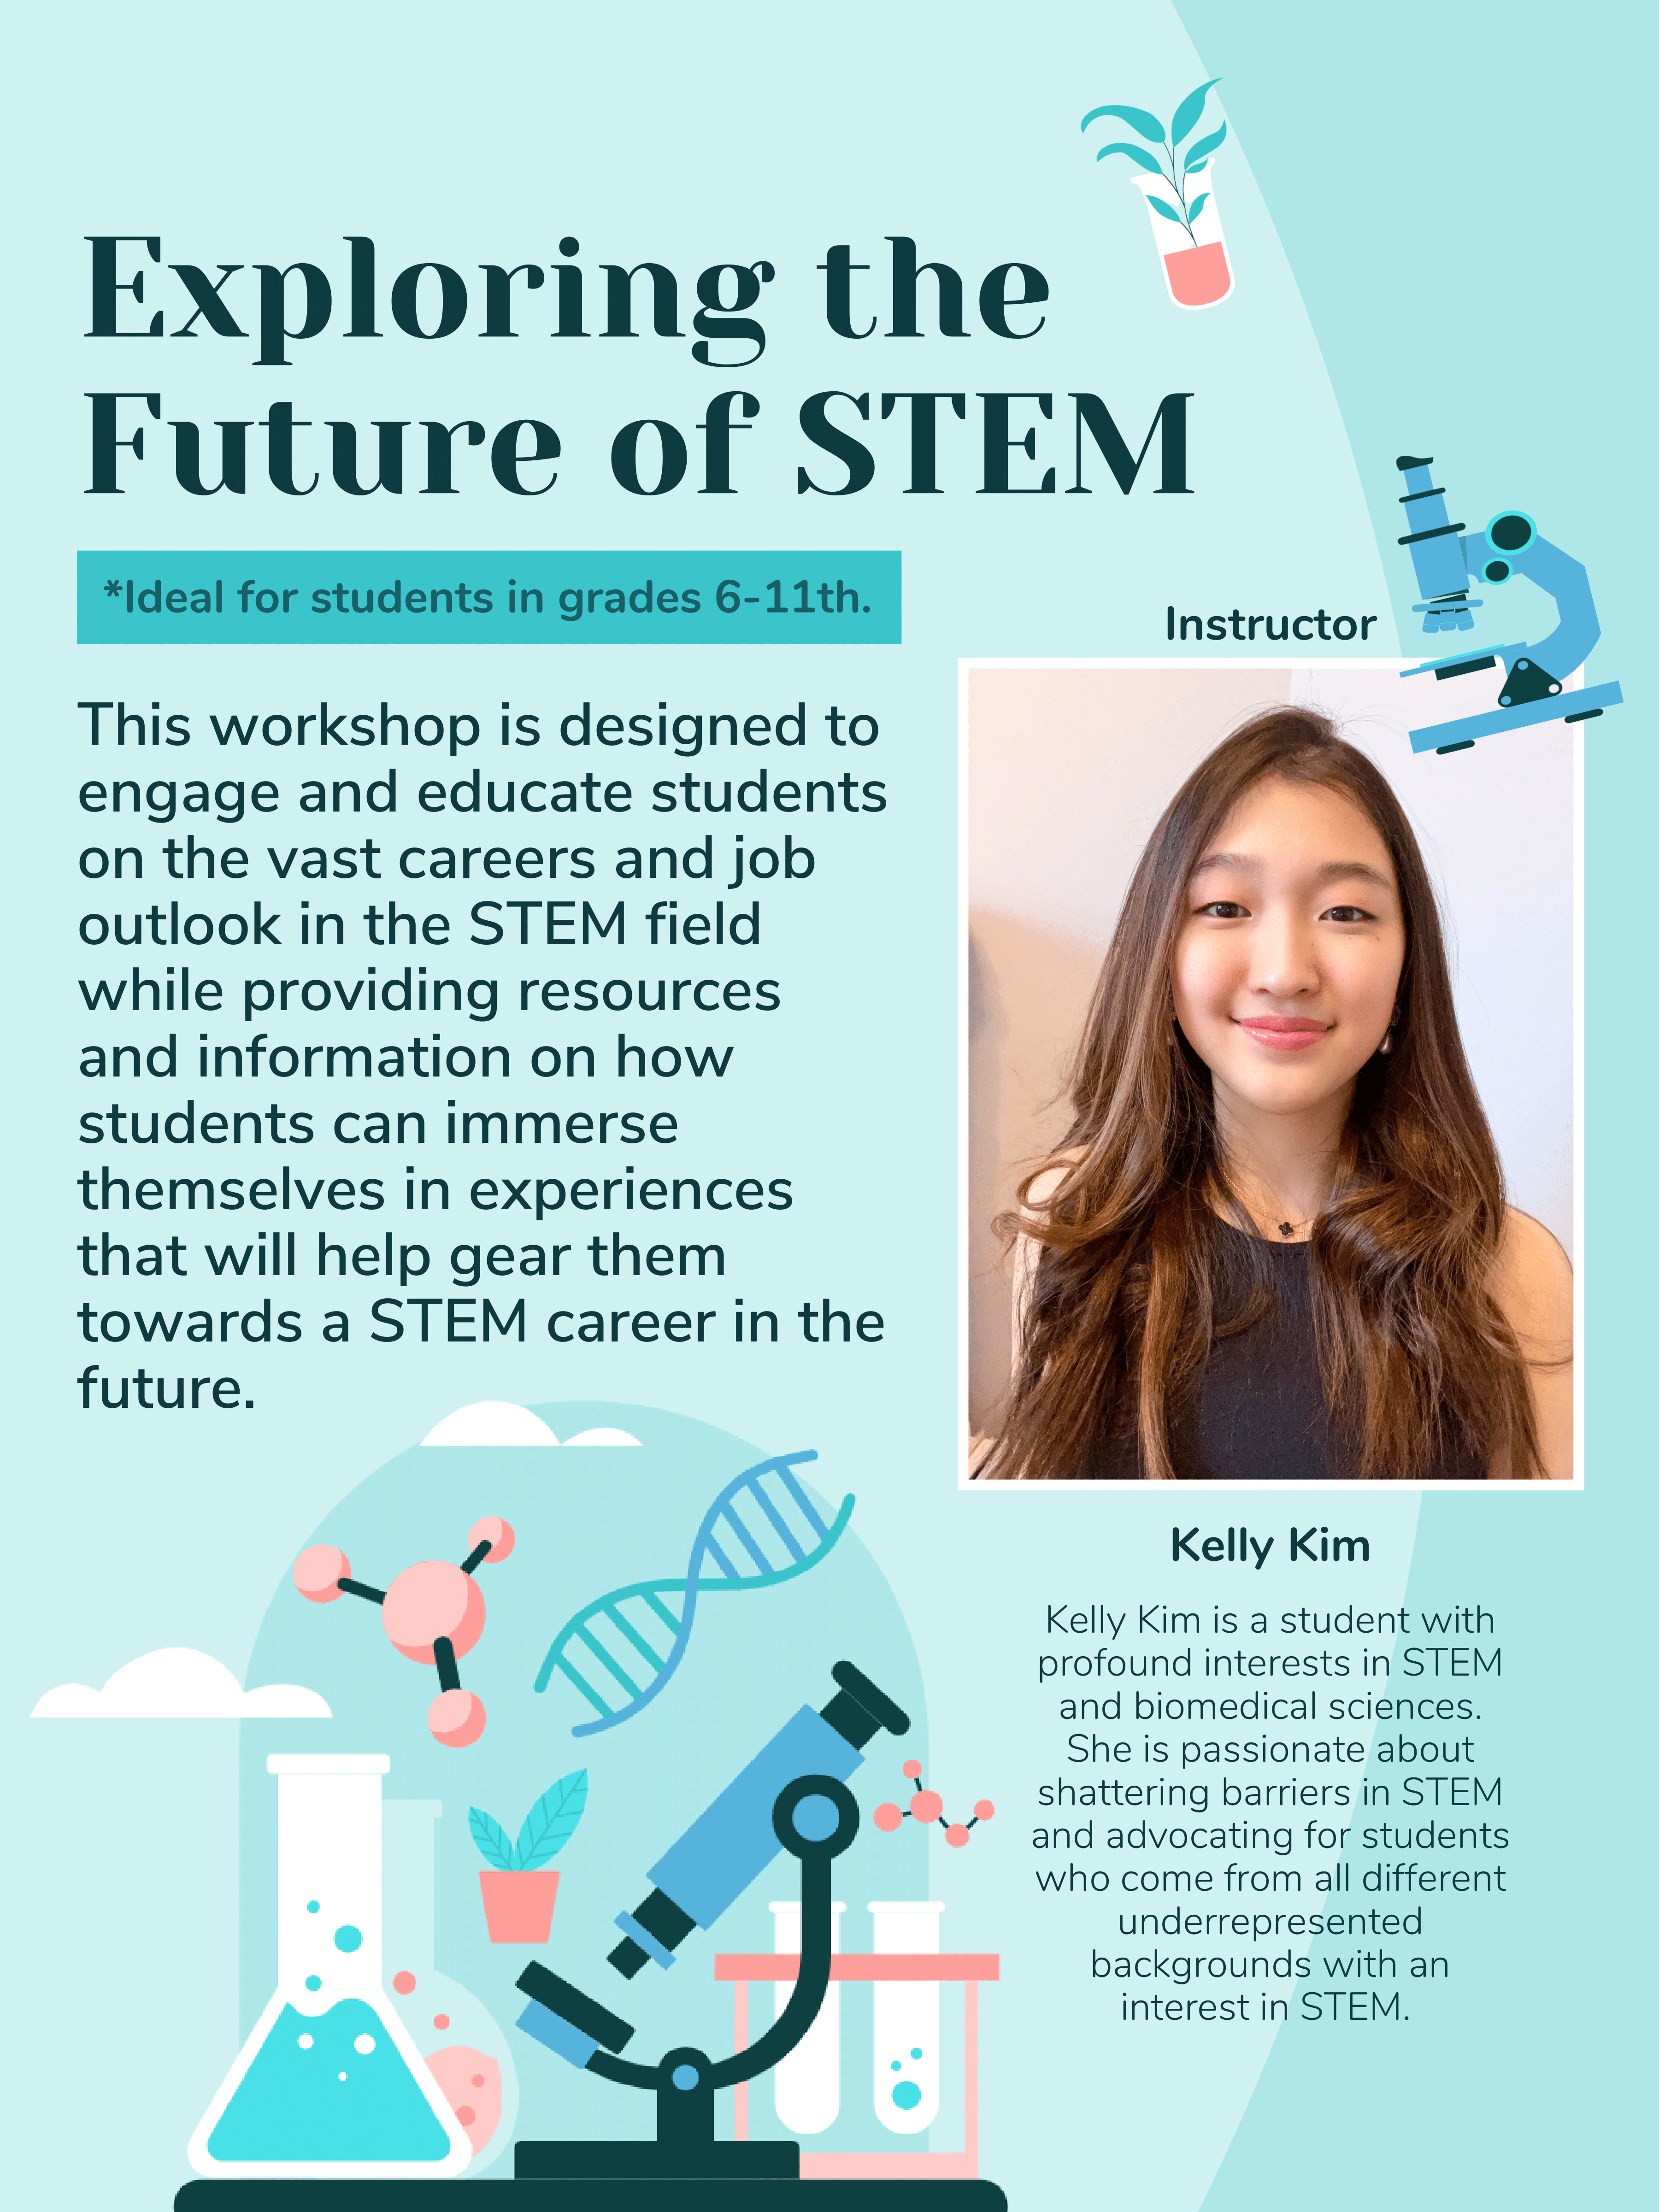 Exploring the
Future of STEM
*Ideal for students in grades 6-11th.
This workshop is designed to
engage and educate students
on the vast careers and job
outlook in the STEM field
while providing resources
and information on how
students can immerse
themselves in experiences
that will help gear them
towards a STEM career in the
future.
Instructor
Kelly Kim
Kelly Kim is a student with
profound interests in STEM
and biomedical sciences.
She is passionate about
shattering barriers in STEM
and advocating for students
who come from all different
underrepresented
backgrounds with an
interest in STEM.